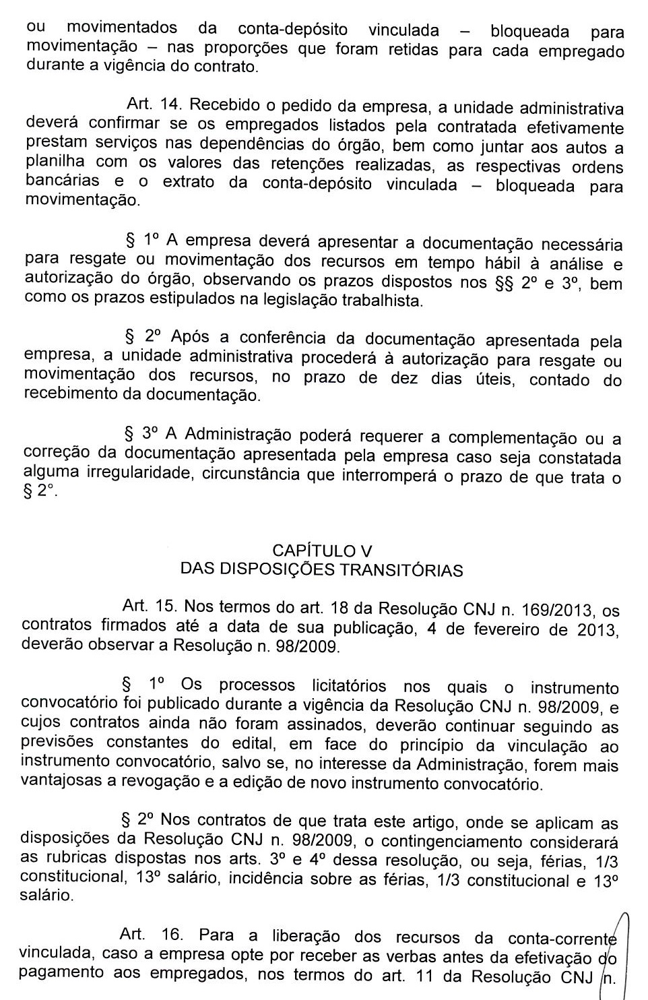 ou movimentados da conta-depósito vinculada – bloqueada para
movimentação – nas proporções que foram retidas para cada empregado
durante a vigência do contrato.
Art. 14. Recebido o pedido da empresa, a unidade administrativa
deverá confirmar se os empregados listados pela contratada efetivamente
prestam serviços nas dependências do órgão, bem como juntar aos autos a
planilha com os valores das retenções realizadas, as respectivas ordens
bancárias e o extrato da conta-depósito vinculada – bloqueada para
movimentação.
§ 1º A empresa deverá apresentar a documentação necessária
para resgate ou movimentação dos recursos em tempo hábil à análise e
autorização do órgão, observando os prazos dispostos nos §§ 2º e 3º, bem
como os prazos estipulados na legislação trabalhista.
§ 2º Após a conferência da documentação apresentada pela
empresa, a unidade administrativa procederá à autorização para resgate ou
movimentação dos recursos, no prazo de dez dias úteis, contado do
recebimento da documentação.
§ 3º A Administração poderá requerer a complementação ou a
correção da documentação apresentada pela empresa caso seja constatada
alguma irregularidade, circunstância que interromperá o prazo de que trata o
§ 2°.
CAPÍTULO V
DAS DISPOSIÇÕES TRANSITÓRIAS
Art. 15. Nos termos do art. 18 da Resolução CNJ n. 169/2013, os
contratos firmados até a data de sua publicação, 4 de fevereiro de 2013,
deverão observar a Resolução n. 98/2009.
§ 1º Os processos licitatórios nos quais o instrumento
convocatório foi publicado durante a vigência da Resolução CNJ n. 98/2009, e
cujos contratos ainda não foram assinados, deverão continuar seguindo as
previsões constantes do edital, em face do princípio da vinculação ao
instrumento convocatório, salvo se, no interesse da Administração, forem mais
vantajosas a revogação e a edição de novo instrumento convocatório.
§ 2º Nos contratos de que trata este artigo, onde se aplicam as
disposições da Resolução CNJ n. 98/2009, o contingenciamento considerará
as rubricas dispostas nos arts. 3º e 4º dessa resolução, ou seja, férias, 1/3
constitucional, 13º salário, incidência sobre as férias, 1/3 constitucional e 13º
salário.
Art. 16. Para a liberação dos recursos da conta-corrente
vinculada, caso a empresa opte por receber as verbas antes da efetivação do
pagamento aos empregados, nos termos do art. 11 da Resolução CNJ n.